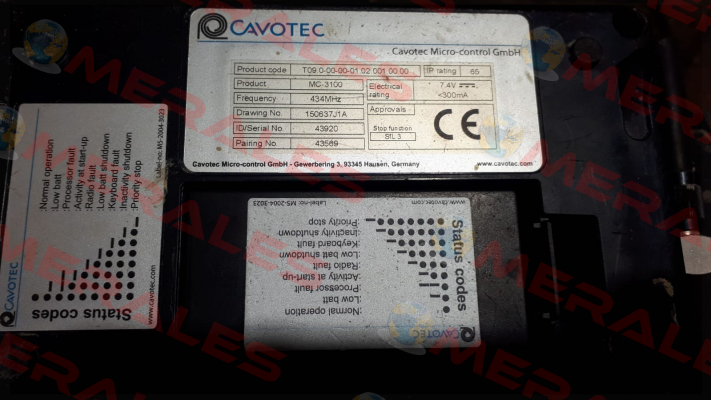 CAVOTEC
Cavotec Micro-control GmbH
Product code T09.0-00-00-01.02.001.00.00 IP rating 65
Product MC-3100
Electrical rating 7.4V <300mA
Frequency 434MHz
Drawing No. 150637J1A
Approvals
ID/Serial No. 43920
Stop function SIL 3
CE
Pairing No. 43569
Cavotec Micro-control GmbH - Gewerbering 3, 93345 Hausen, Germany www.cavotec.com
CAVOTEC
www.cavotec.com
Status codes
:Normal operation
:Low batt
:Processor fault
:Activity at start-up
:Radio fault
:Low batt shutdown
:Keyboard fault
:Inactivity shutdown
:Priority stop
Label-no: MS-2004-3023
CAVOTEC
Status codes
:Normal operation
:Low batt
:Processor fault
:Activity at start-up
:Radio fault
:Low batt shutdown
:Keyboard fault
:Inactivity shutdown
:Priority stop
Label-no: MS-2004-3023
www.cavotec.com
MERALES
MERALES
MERALES
MERALES